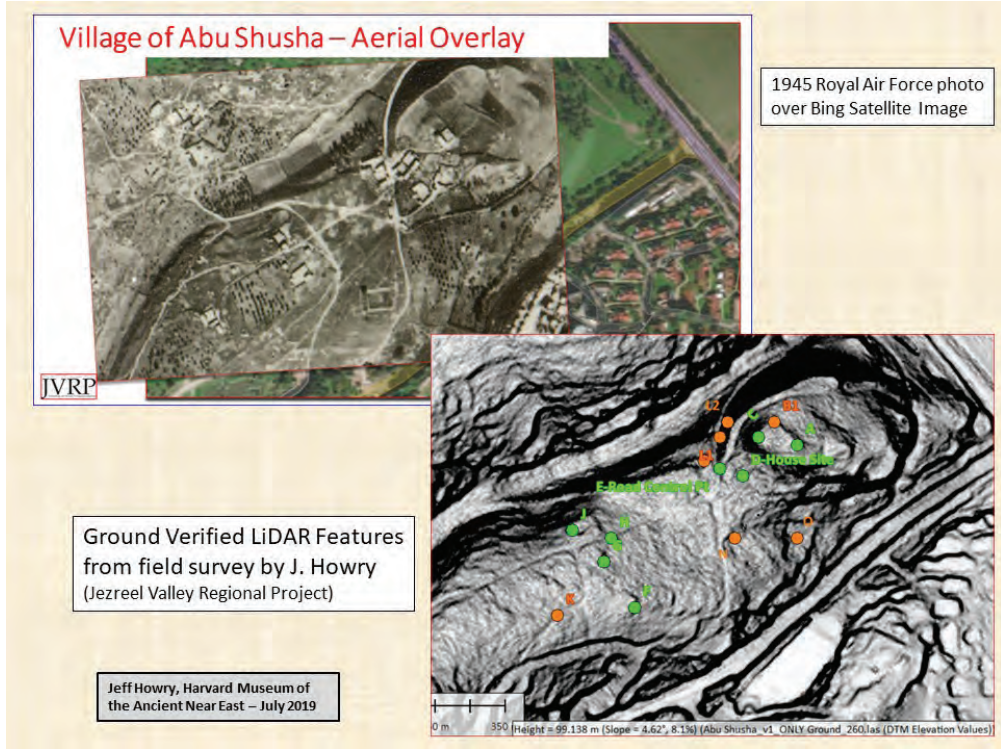 Village of Abu Shusha – Aerial Overlay
1945 Royal Air Force photo
over Bing Satellite Image
JVRP
L2
C
B1
A
L1
D-House Site
E-Road Central Pt
J
H
O
N
K
F
Ground Verified LiDAR Features
from field survey by J. Howry
(Jezreel Valley Regional Project)
Jeff Howry, Harvard Museum of
the Ancient Near East – July 2019
0 m
350
Height = 99.138 m (Slope = 4.62°, 8.1%) (Abu Shusha_v1_ONLY Ground_260.las (DTM Elevation Values))